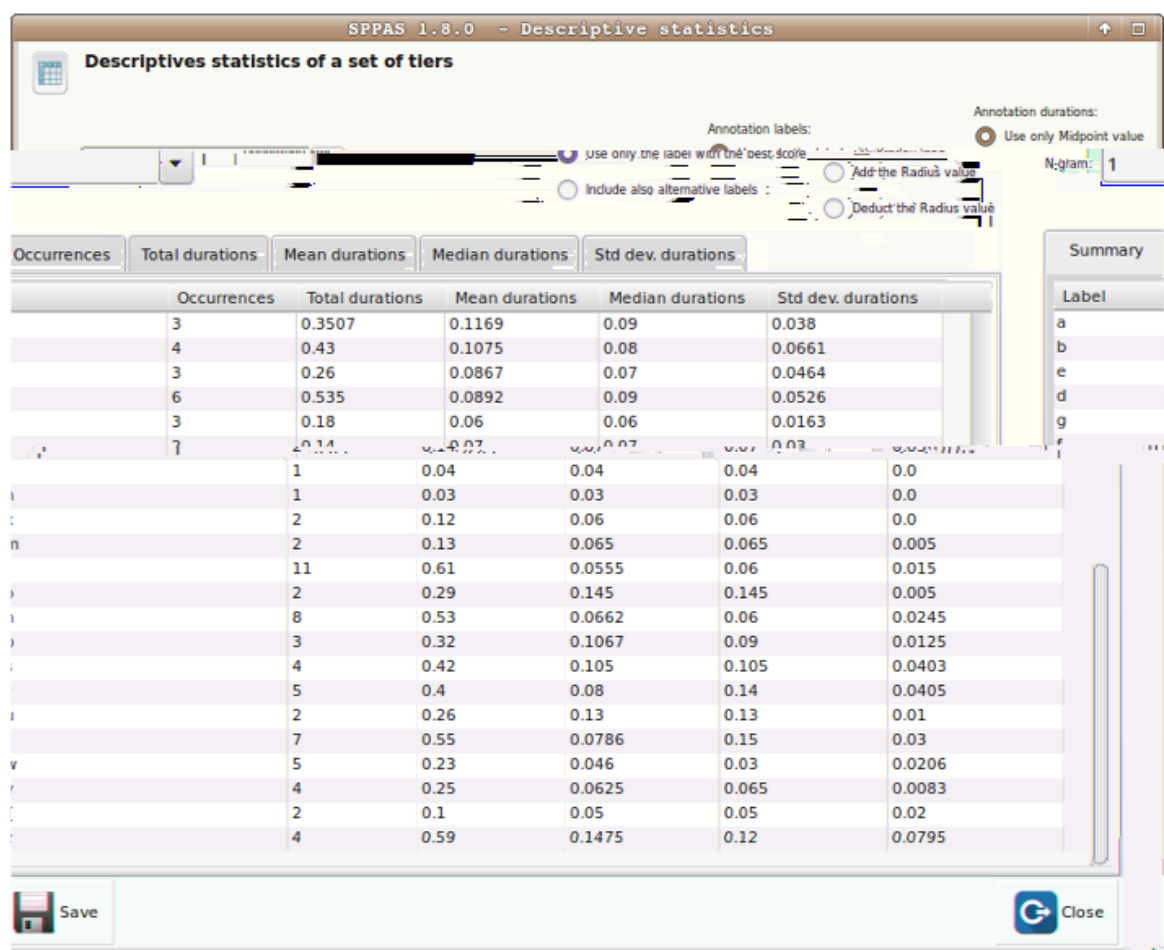 SPPAS 1.8.0 - Descriptive statistics
Descriptives statistics of a set of tiers
Annotation labels:
Annotation durations:
Use only Midpoint value
Use only the label with the best score
Add the Radius value
N-gram: 1
Include also alternative labels :
Deduct the Radius value
Occurrences Total durations Mean durations Median durations Std dev. durations Summary
Occurrences Total durations Mean durations Median durations Std dev. durations Label
3 0.3507 0.1169 0.09 0.038 a
4 0.43 0.1075 0.08 0.0661 b
3 0.26 0.0867 0.07 0.0464 e
6 0.535 0.0892 0.09 0.0526 d
3 0.18 0.06 0.06 0.0163 g
1 0.04 0.04 0.04 0.0
1 0.03 0.03 0.03 0.0
2 0.12 0.06 0.06 0.0
m 2 0.13 0.065 0.065 0.005
11 0.61 0.0555 0.06 0.015
2 0.29 0.145 0.145 0.005
8 0.53 0.0662 0.06 0.0245
3 0.32 0.1067 0.09 0.0125
4 0.42 0.105 0.105 0.0403
5 0.4 0.08 0.14 0.0405
2 0.26 0.13 0.13 0.01
7 0.55 0.0786 0.15 0.03
w 5 0.23 0.046 0.03 0.0206
4 0.25 0.0625 0.065 0.0083
2 0.1 0.05 0.05 0.02
4 0.59 0.1475 0.12 0.0795
Save Close